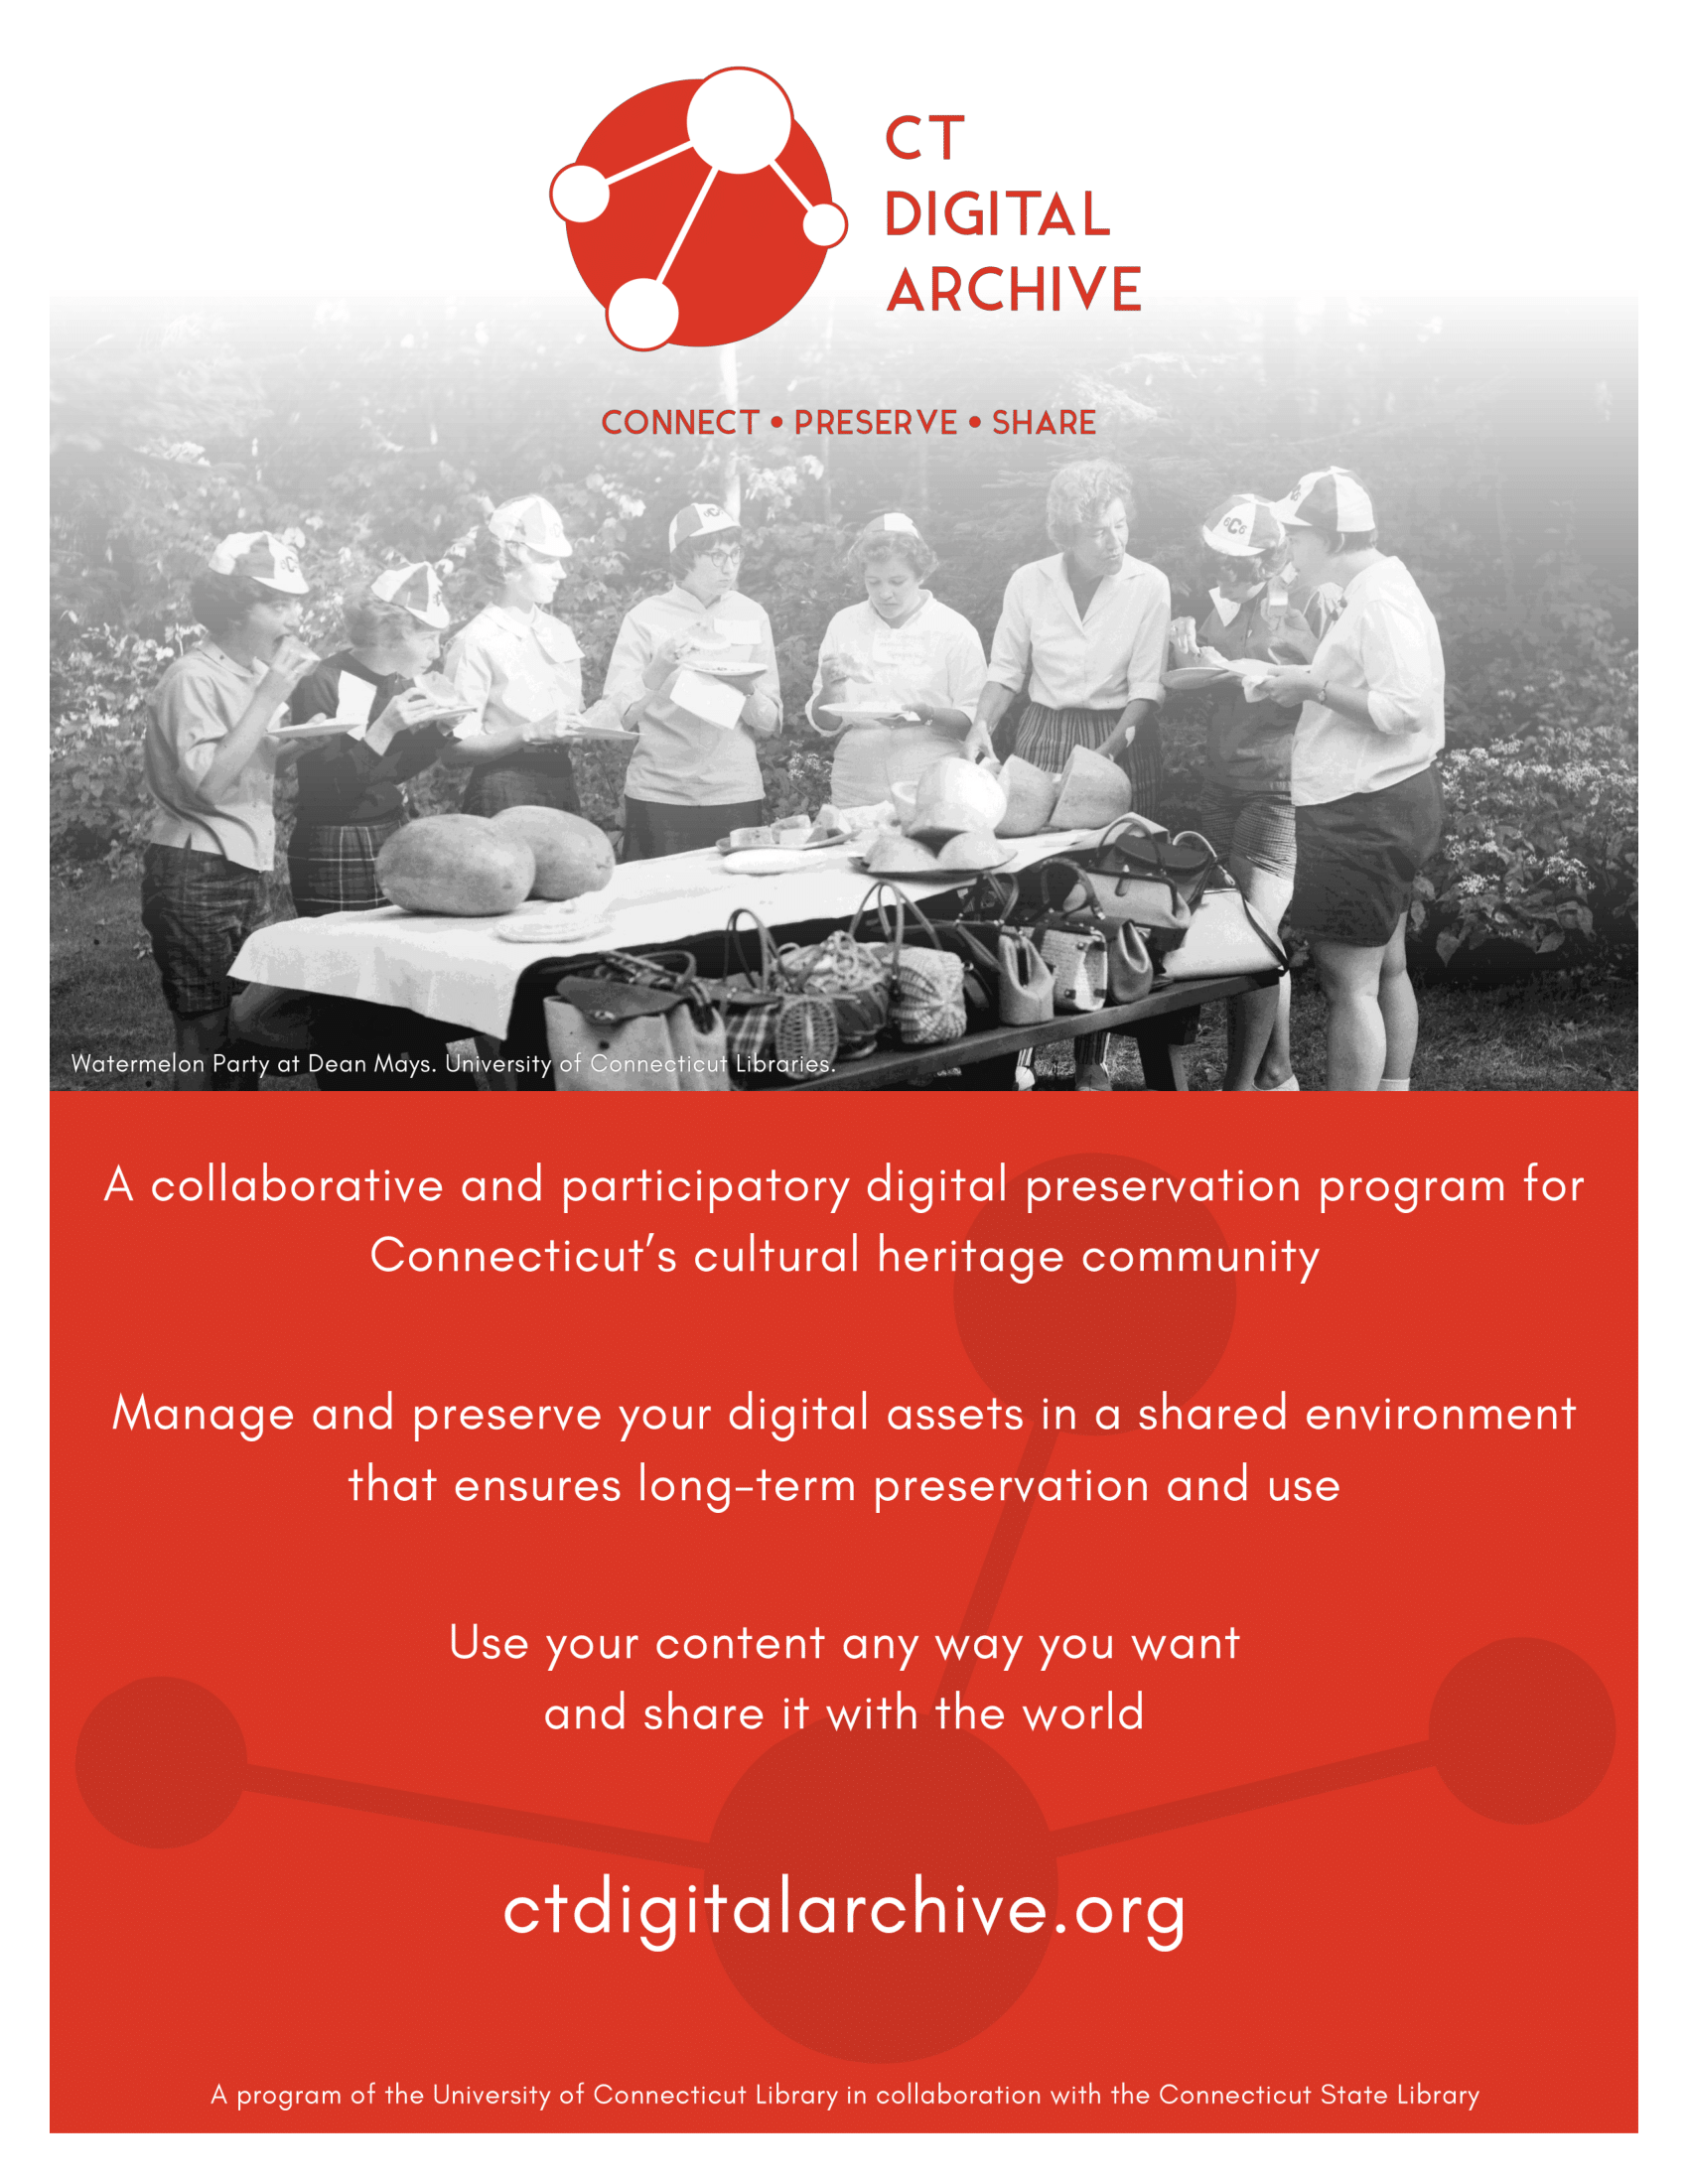 CT
DIGITAL
ARCHIVE
CONNECT • PRESERVE • SHARE
Watermelon Party at Dean Mays. University of Connecticut Libraries.
A collaborative and participatory digital preservation program for
Connecticut’s cultural heritage community
Manage and preserve your digital assets in a shared environment
that ensures long-term preservation and use
Use your content any way you want
and share it with the world
ctdigitalarchive.org
A program of the University of Connecticut Library in collaboration with the Connecticut State Library